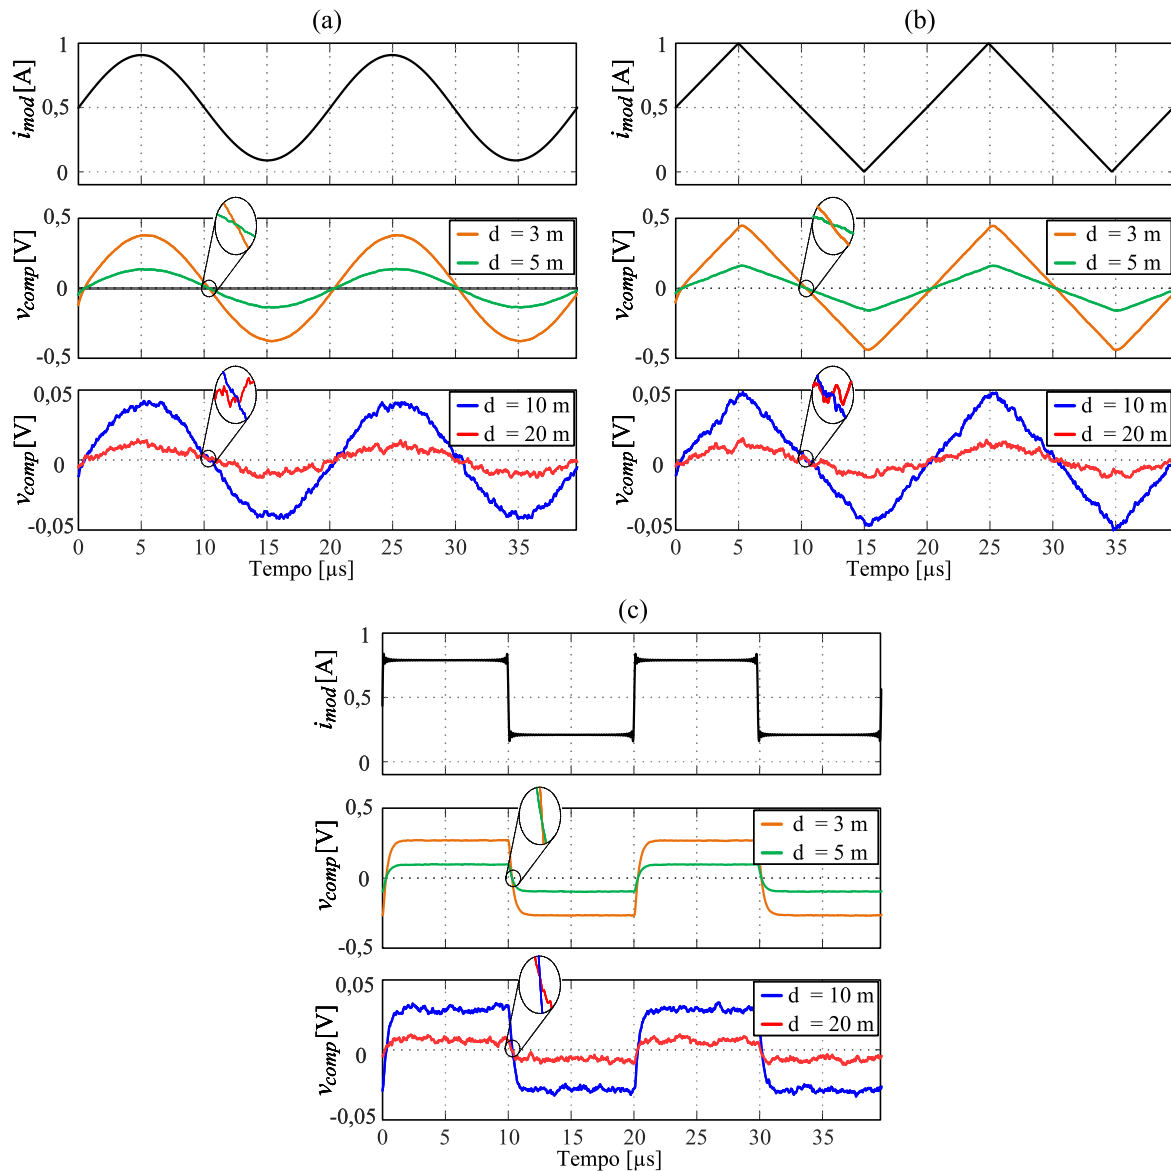 (a)
i_mod [A]
1
0,5
0
v_comp [V]
0,5
0
-0,5
d = 3 m
d = 5 m
v_comp [V]
0,05
0
-0,05
d = 10 m
d = 20 m
0 5 10 15 20 25 30 35
Tempo [µs]
(b)
i_mod [A]
1
0,5
0
v_comp [V]
0,5
0
-0,5
d = 3 m
d = 5 m
v_comp [V]
0,05
0
-0,05
d = 10 m
d = 20 m
0 5 10 15 20 25 30 35
Tempo [µs]
(c)
i_mod [A]
1
0,5
0
v_comp [V]
0,5
0
-0,5
d = 3 m
d = 5 m
v_comp [V]
0,05
0
-0,05
d = 10 m
d = 20 m
0 5 10 15 20 25 30 35
Tempo [µs]